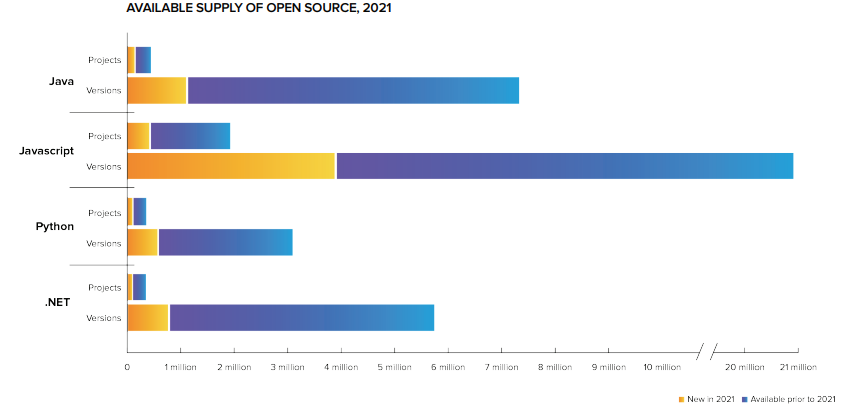 AVAILABLE SUPPLY OF OPEN SOURCE, 2021
Java
Projects
Versions
Javascript
Projects
Versions
Python
Projects
Versions
.NET
Projects
Versions
0 1 million 2 million 3 million 4 million 5 million 6 million 7 million 8 million 9 million 10 million 20 million 21 million
New in 2021 Available prior to 2021